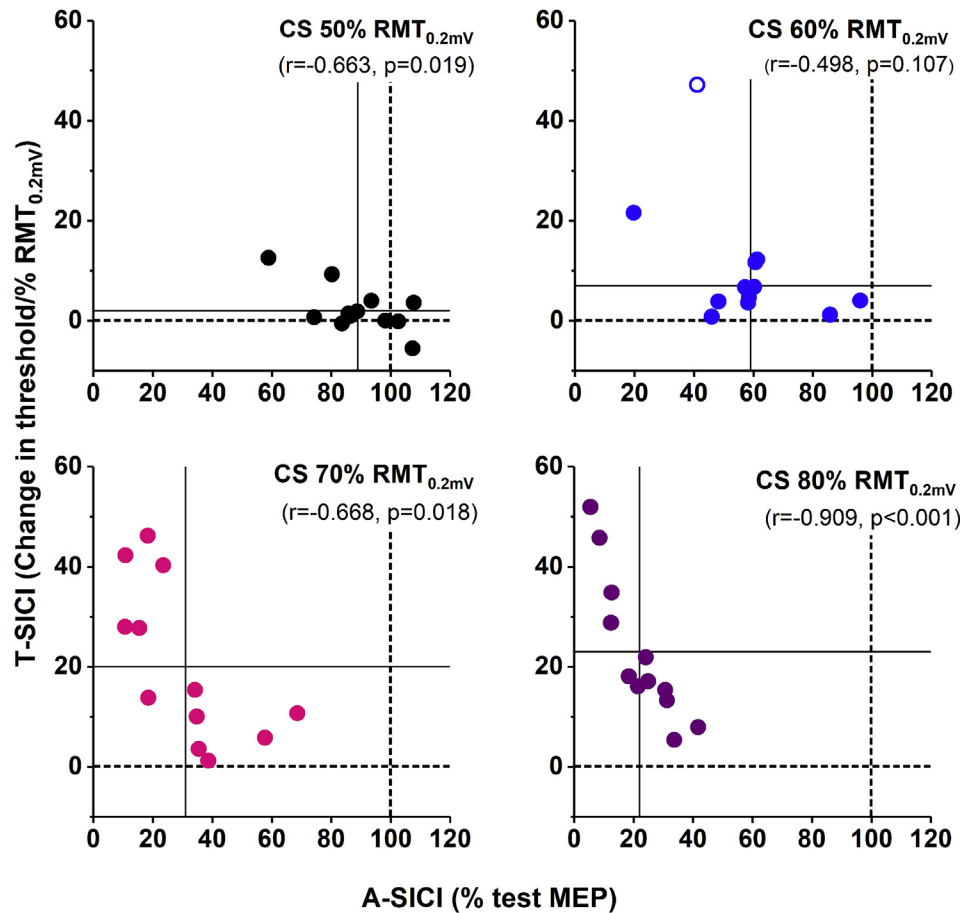 CS 50% RMT0.2mV
(r=-0.663, p=0.019)
60
40
20
0
0 20 40 60 80 100 120
CS 60% RMT0.2mV
(r=-0.498, p=0.107)
60
40
20
0
0 20 40 60 80 100 120
T-SICI (Change in threshold/% RMT0.2mV)
CS 70% RMT0.2mV
(r=-0.668, p=0.018)
60
40
20
0
0 20 40 60 80 100 120
CS 80% RMT0.2mV
(r=-0.909, p<0.001)
60
40
20
0
0 20 40 60 80 100 120
A-SICI (% test MEP)